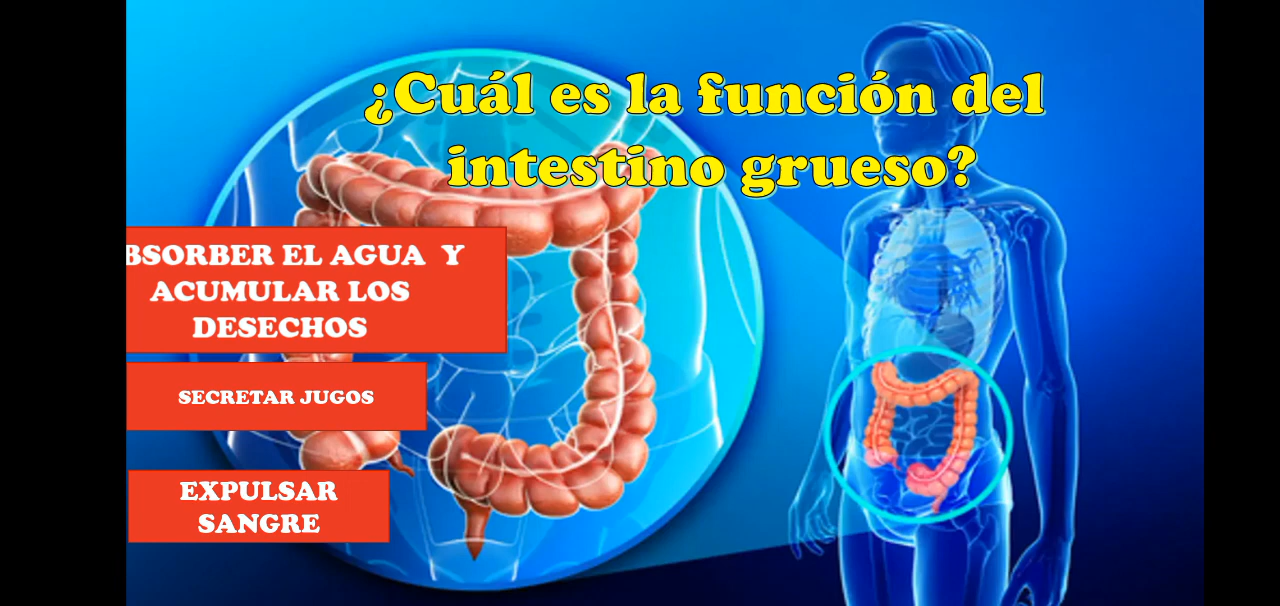 ¿Cuál es la función del
intestino grueso?
BSORBER EL AGUA Y
ACUMULAR LOS
DESECHOS
SECRETAR JUGOS
EXPULSAR
SANGRE